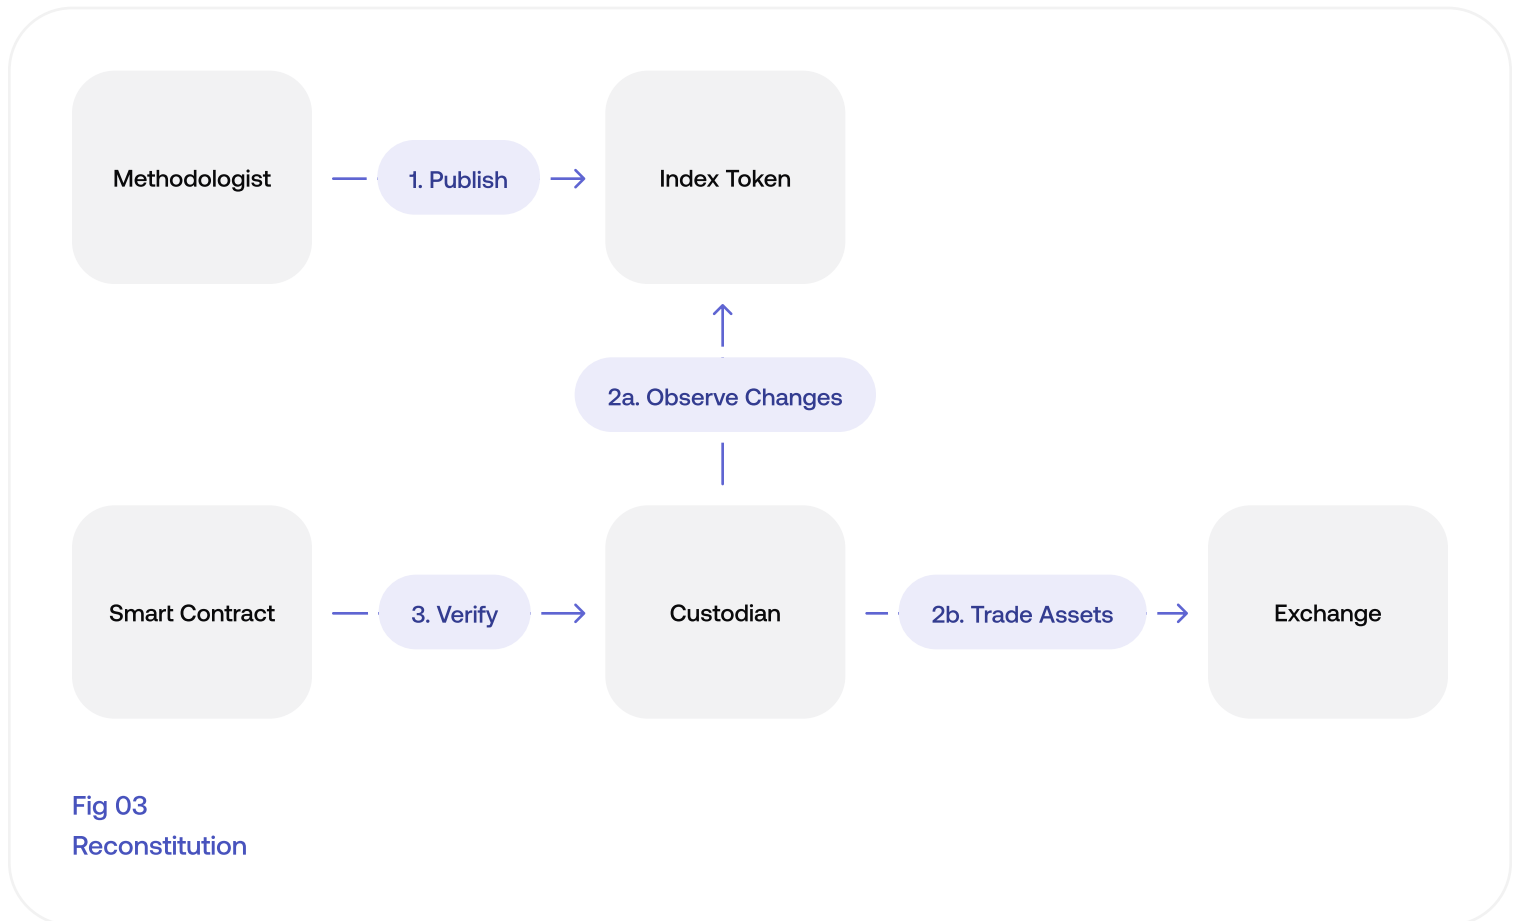 Methodologist
1. Publish
Index Token
2a. Observe Changes
Smart Contract
3. Verify
Custodian
2b. Trade Assets
Exchange
Fig 03
Reconstitution